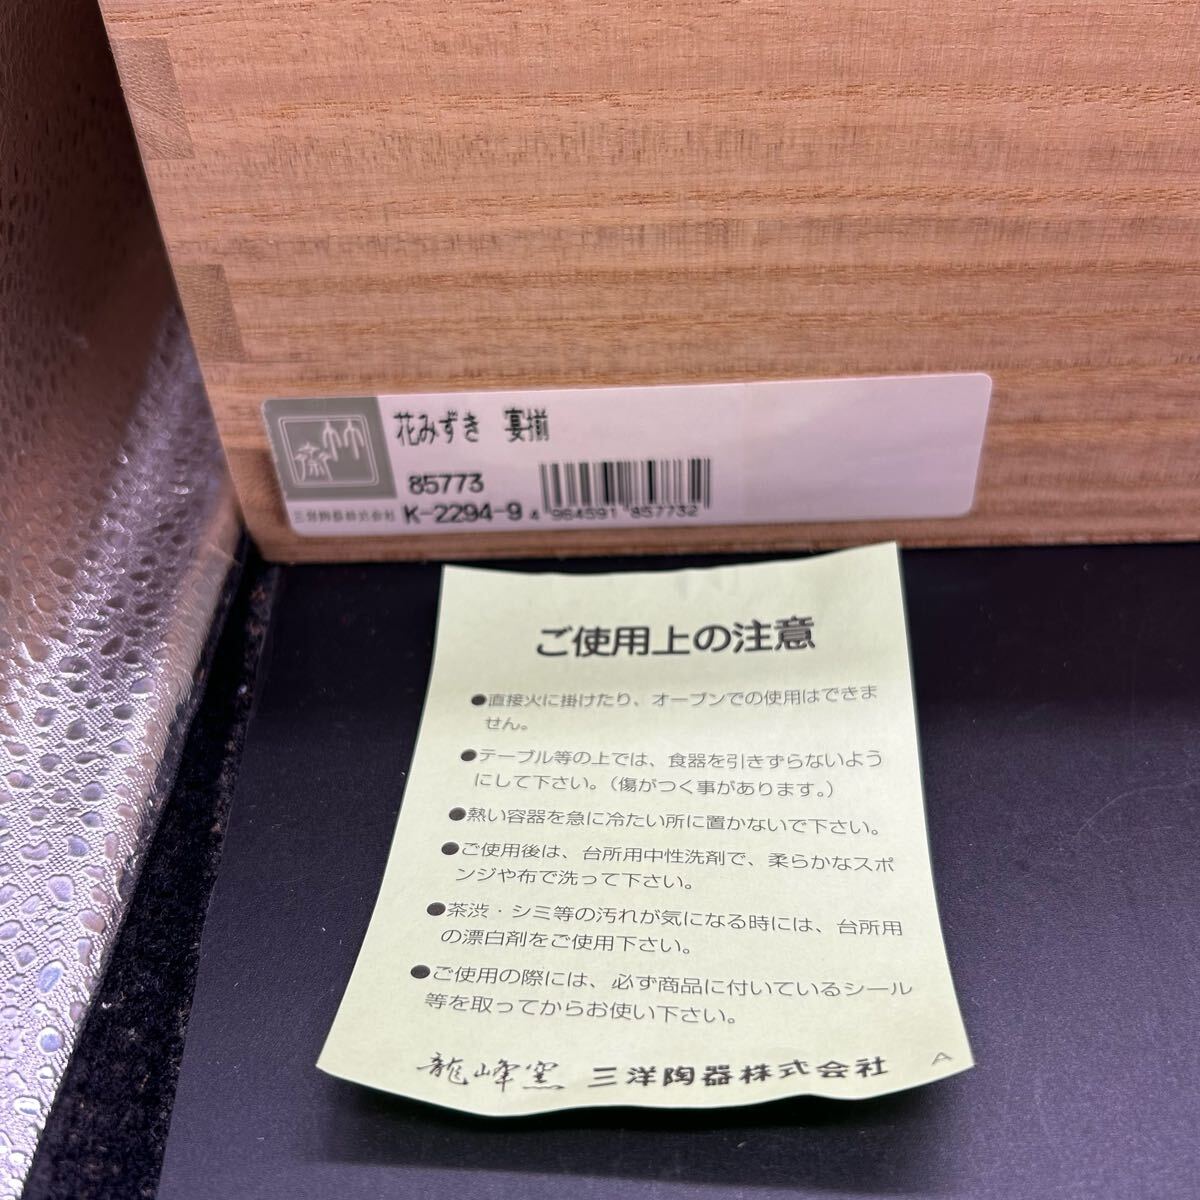 花みずき 宴揃
竹斎
85773
三洋陶器株式会社 K-2294-9
4 964591 857732
ご使用上の注意
●直接火に掛けたり、オーブンでの使用はできま
せん。
●テーブル等の上では、食器を引きずらないよう
にして下さい。(傷がつく事があります。)
●熱い容器を急に冷たい所に置かないで下さい。
●ご使用後は、台所用中性洗剤で、柔らかなスポ
ンジや布で洗って下さい。
●茶渋・シミ等の汚れが気になる時には、台所用
の漂白剤をご使用下さい。
●ご使用の際には、必ず商品に付いているシール
等を取ってからお使い下さい。
龍峰窯 三洋陶器株式会社 A